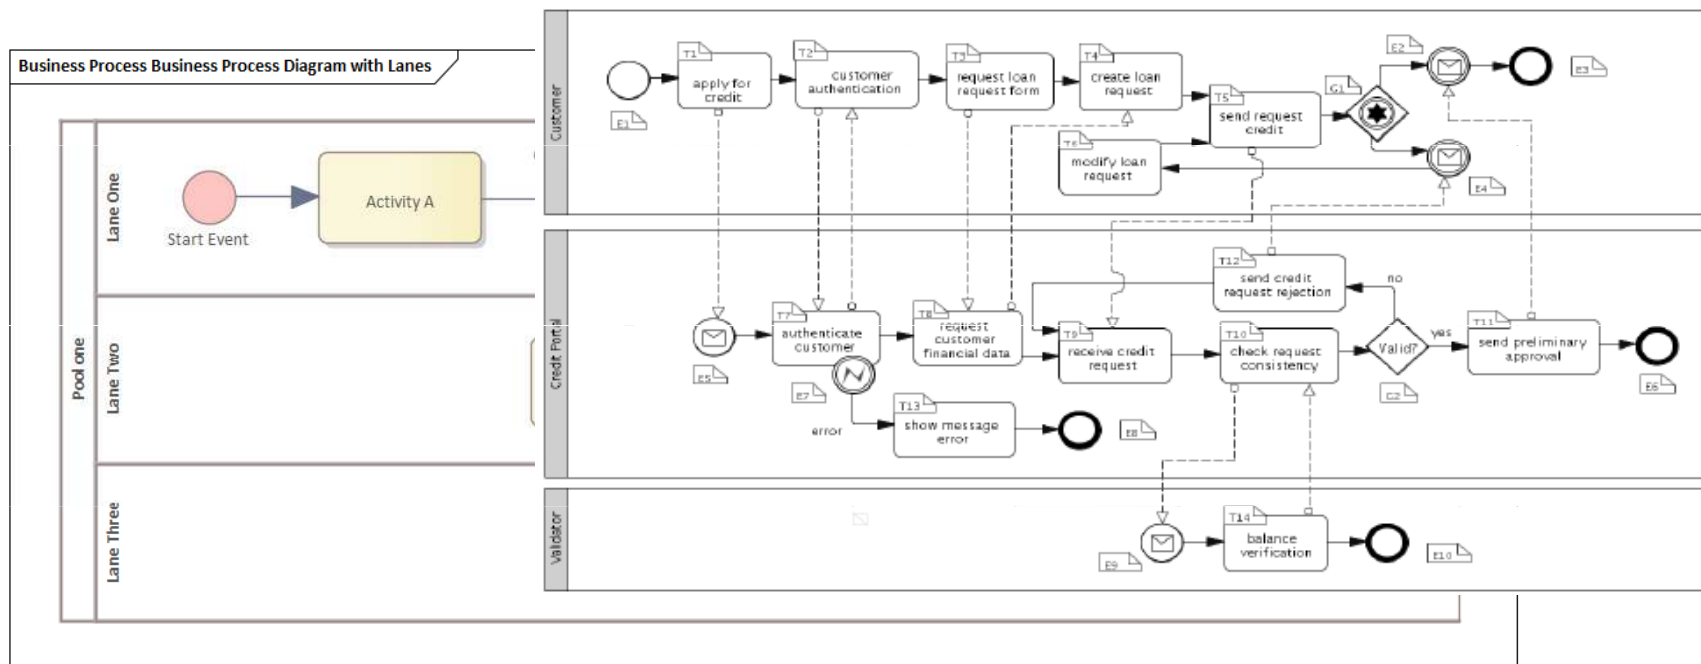 Business Process Business Process Diagram with Lanes
Pool one
Lane One
Start Event
Activity A
Lane Two
Lane Three
Customer
E1
T1
apply for
credit
T2
customer
authentication
T3
request loan
request form
T4
create loan
request
T5
send request
credit
T6
modify loan
request
G1
E2
E3
E4
Credit Portal
E5
T7
authenticate
customer
E7
error
T13
show message
error
E8
T8
request
customer
financial data
T9
receive credit
request
T10
check request
consistency
T12
send credit
request rejection
no
Valid?
yes
G2
T11
send preliminary
approval
E6
Validator
E9
T14
balance
verification
E10